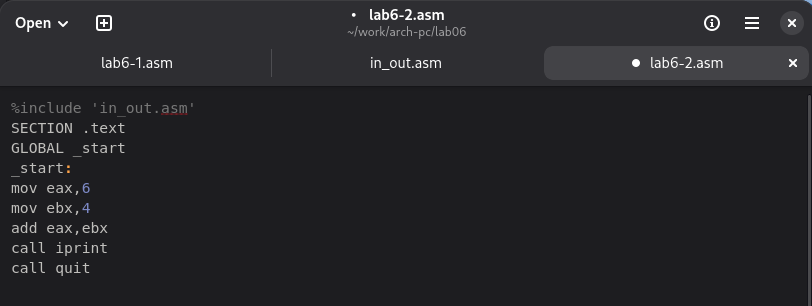 Open
• lab6-2.asm
~/work/arch-pc/lab06
lab6-1.asm
in_out.asm
● lab6-2.asm
%include 'in_out.asm'
SECTION .text
GLOBAL _start
_start:
mov eax,6
mov ebx,4
add eax,ebx
call iprint
call quit